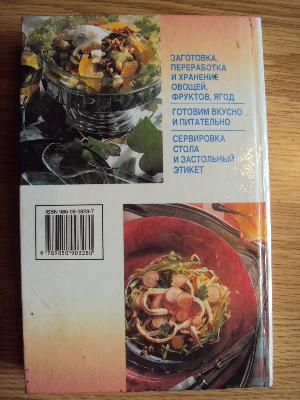 ЗАГОТОВКА,
ПЕРЕРАБОТКА
И ХРАНЕНИЕ
ОВОЩЕЙ,
ФРУКТОВ, ЯГОД
ГОТОВИМ ВКУСНО
И ПИТАТЕЛЬНО
СЕРВИРОВКА
СТОЛА
И ЗАСТОЛЬНЫЙ
ЭТИКЕТ